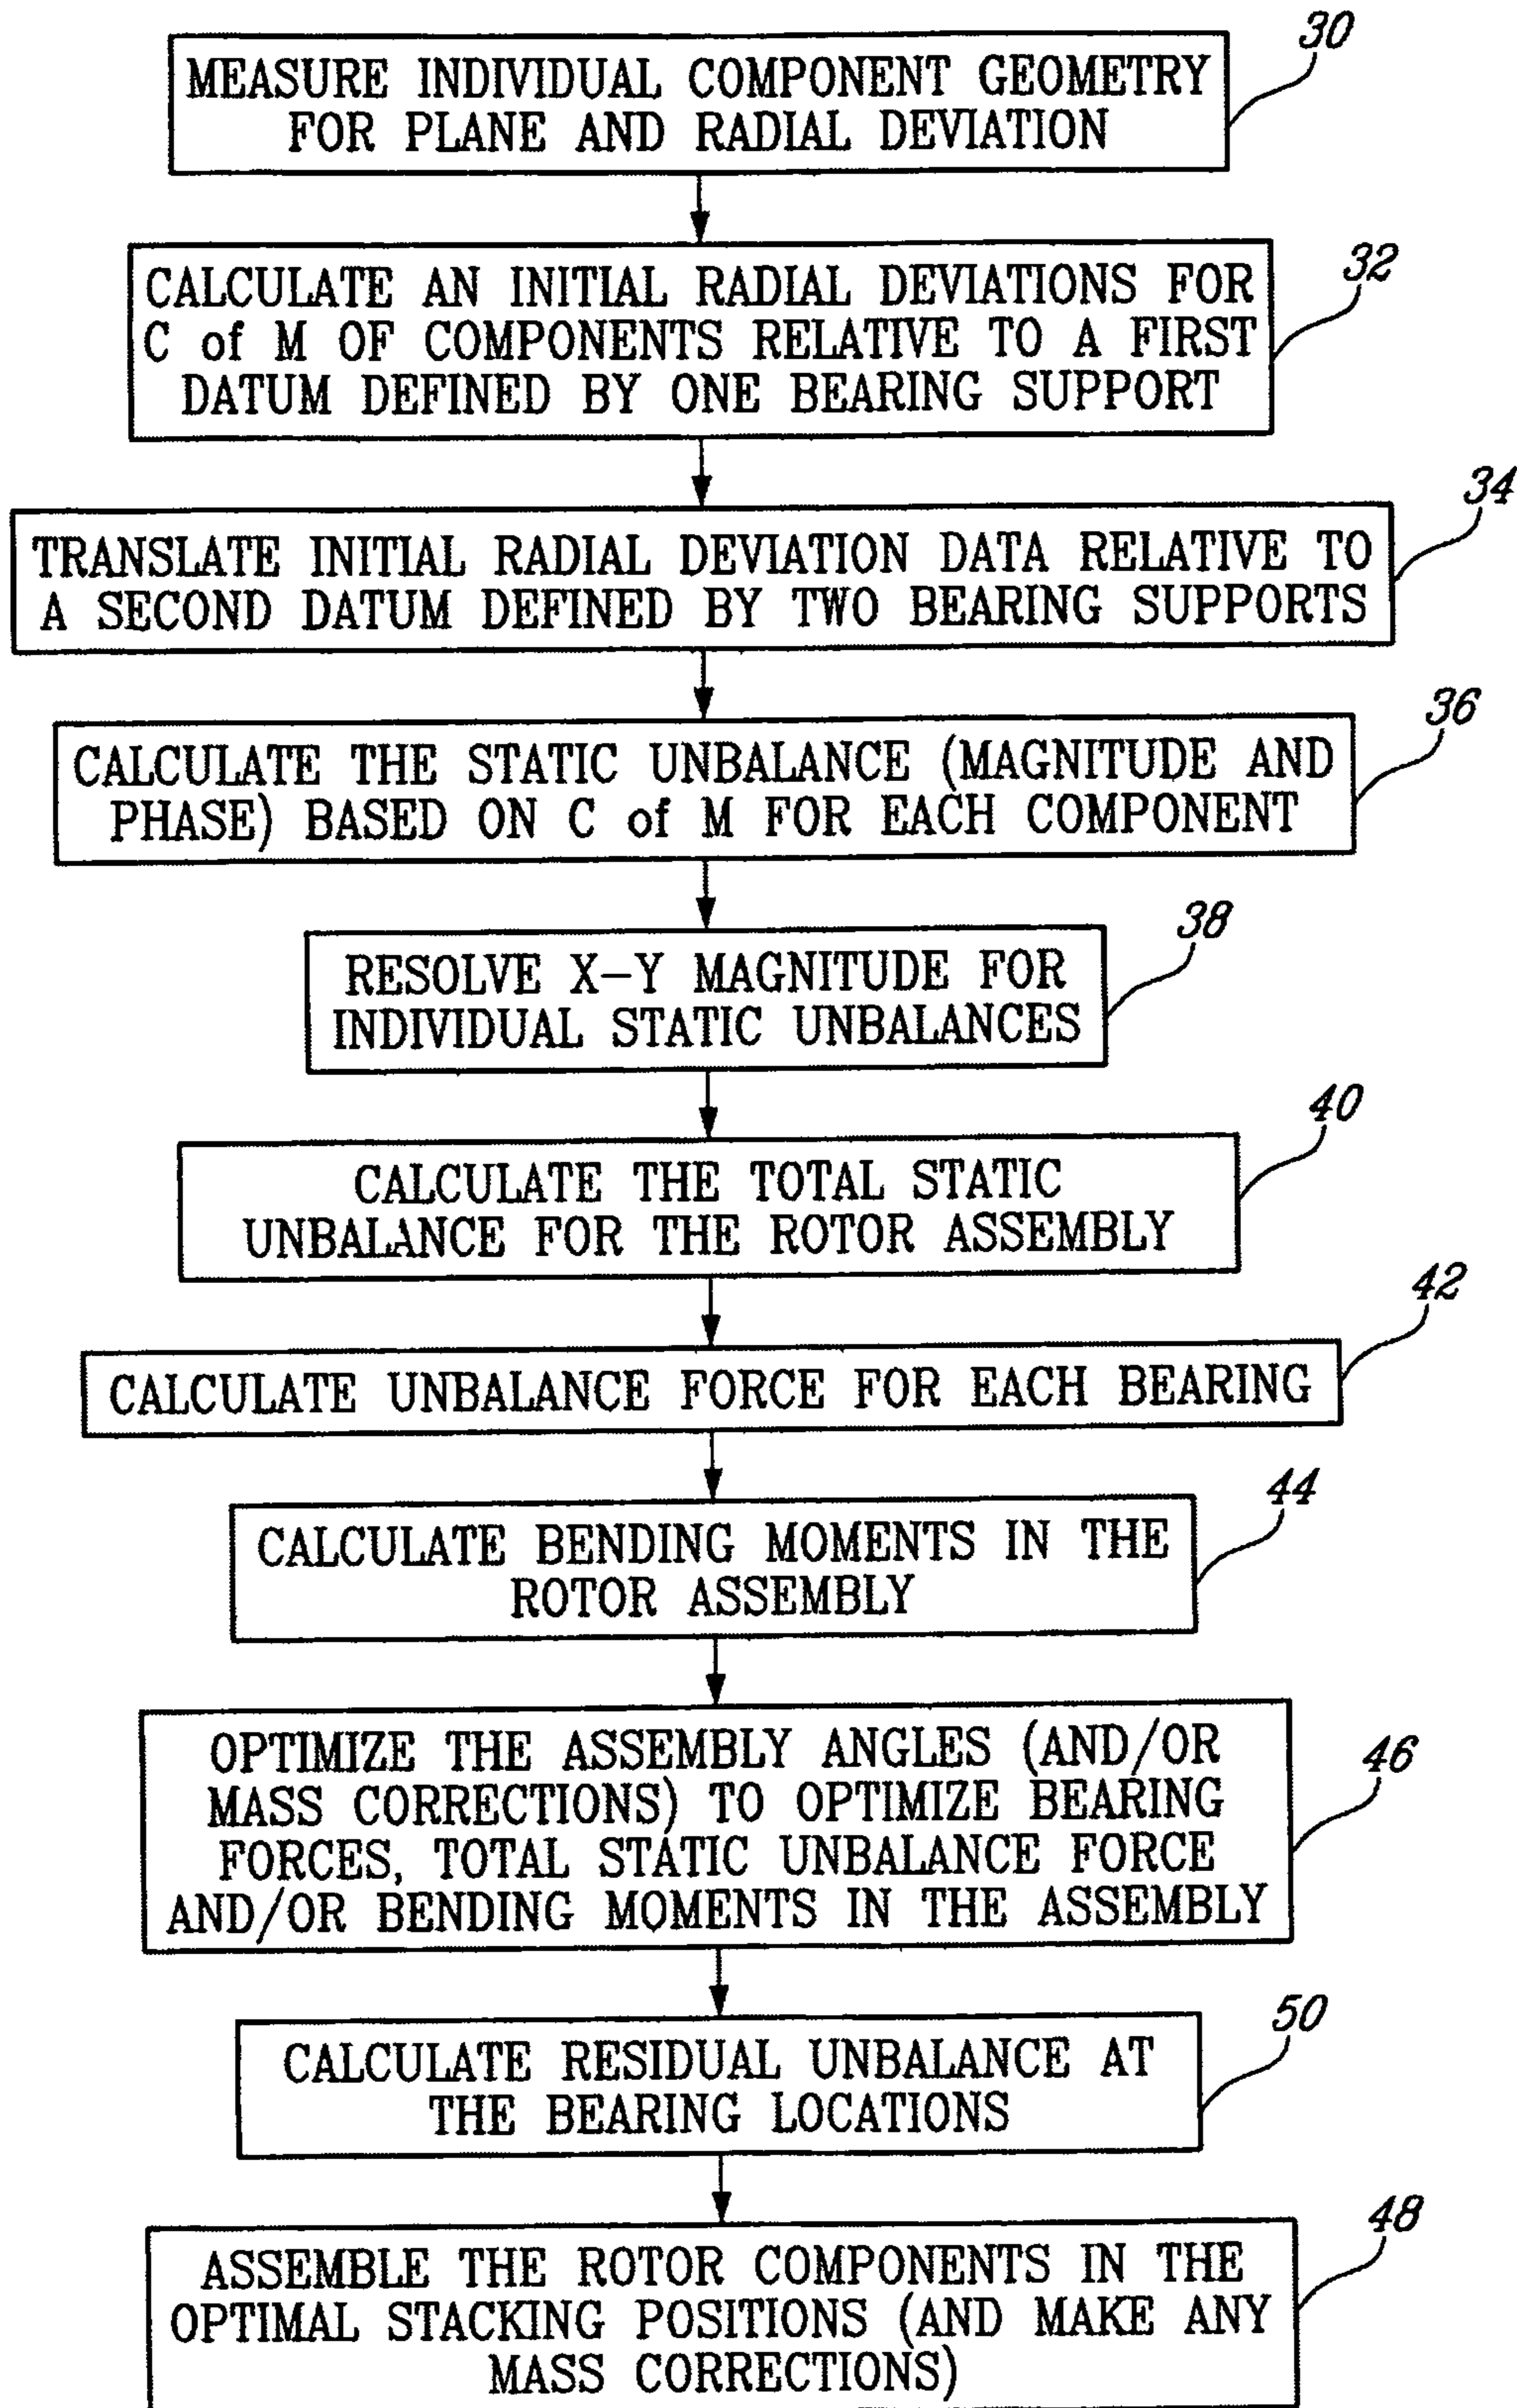 30
MEASURE INDIVIDUAL COMPONENT GEOMETRY
FOR PLANE AND RADIAL DEVIATION
32
CALCULATE AN INITIAL RADIAL DEVIATIONS FOR
C of M OF COMPONENTS RELATIVE TO A FIRST
DATUM DEFINED BY ONE BEARING SUPPORT
34
TRANSLATE INITIAL RADIAL DEVIATION DATA RELATIVE TO
A SECOND DATUM DEFINED BY TWO BEARING SUPPORTS
36
CALCULATE THE STATIC UNBALANCE (MAGNITUDE AND
PHASE) BASED ON C of M FOR EACH COMPONENT
38
RESOLVE X-Y MAGNITUDE FOR
INDIVIDUAL STATIC UNBALANCES
40
CALCULATE THE TOTAL STATIC
UNBALANCE FOR THE ROTOR ASSEMBLY
42
CALCULATE UNBALANCE FORCE FOR EACH BEARING
44
CALCULATE BENDING MOMENTS IN THE
ROTOR ASSEMBLY
46
OPTIMIZE THE ASSEMBLY ANGLES (AND/OR
MASS CORRECTIONS) TO OPTIMIZE BEARING
FORCES, TOTAL STATIC UNBALANCE FORCE
AND/OR BENDING MOMENTS IN THE ASSEMBLY
50
CALCULATE RESIDUAL UNBALANCE AT
THE BEARING LOCATIONS
48
ASSEMBLE THE ROTOR COMPONENTS IN THE
OPTIMAL STACKING POSITIONS (AND MAKE ANY
MASS CORRECTIONS)